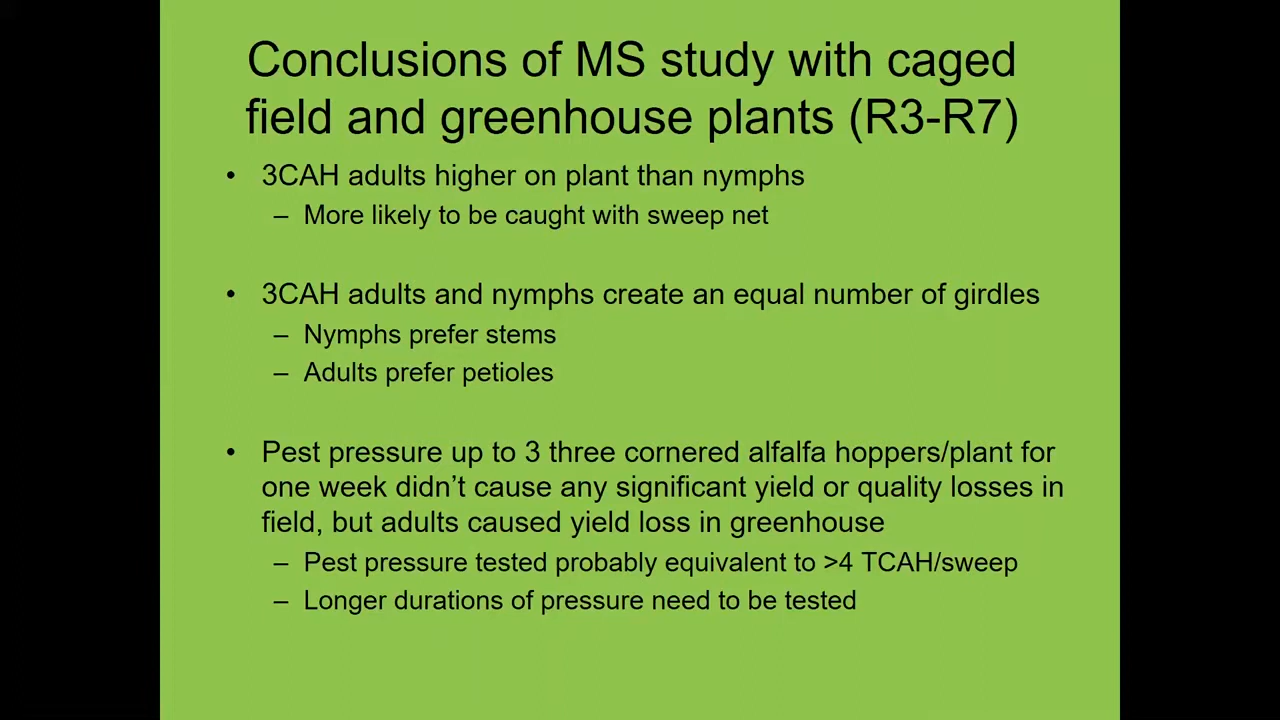 Conclusions of MS study with caged
field and greenhouse plants (R3-R7)
• 3CAH adults higher on plant than nymphs
– More likely to be caught with sweep net
• 3CAH adults and nymphs create an equal number of girdles
– Nymphs prefer stems
– Adults prefer petioles
• Pest pressure up to 3 three cornered alfalfa hoppers/plant for
one week didn’t cause any significant yield or quality losses in
field, but adults caused yield loss in greenhouse
– Pest pressure tested probably equivalent to >4 TCAH/sweep
– Longer durations of pressure need to be tested